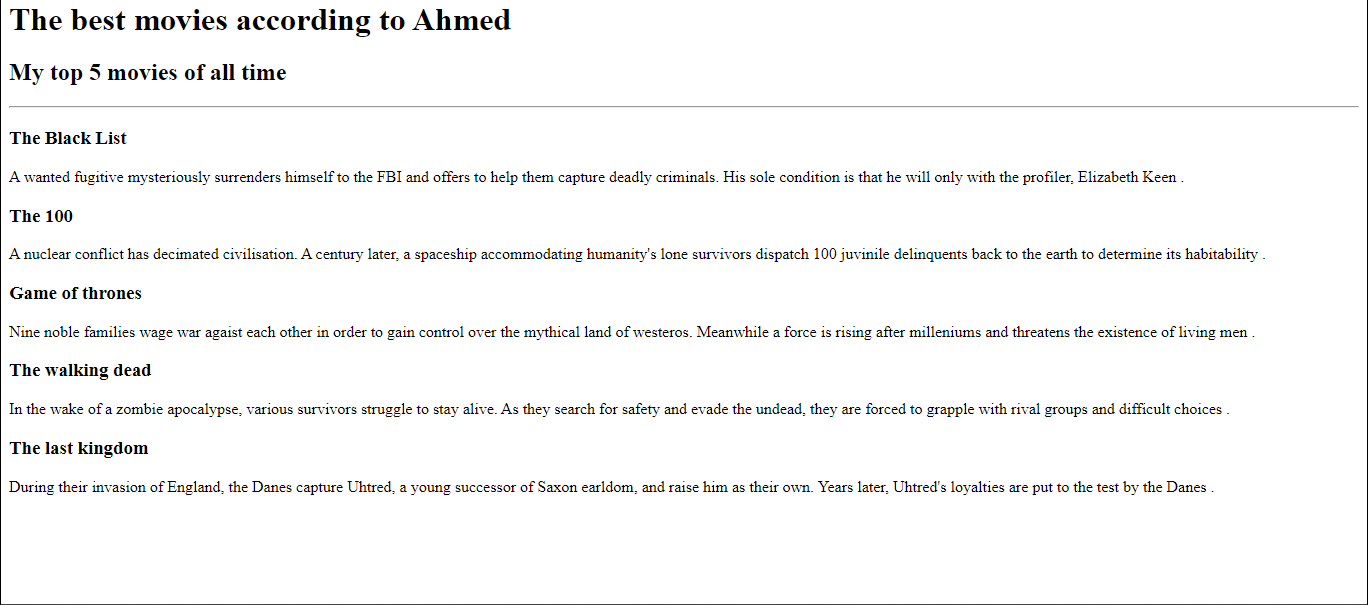 The best movies according to Ahmed
My top 5 movies of all time
The Black List
A wanted fugitive mysteriously surrenders himself to the FBI and offers to help them capture deadly criminals. His sole condition is that he will only with the profiler, Elizabeth Keen .
The 100
A nuclear conflict has decimated civilisation. A century later, a spaceship accommodating humanity's lone survivors dispatch 100 juvinile delinquents back to the earth to determine its habitability .
Game of thrones
Nine noble families wage war agaist each other in order to gain control over the mythical land of westeros. Meanwhile a force is rising after milleniums and threatens the existence of living men .
The walking dead
In the wake of a zombie apocalypse, various survivors struggle to stay alive. As they search for safety and evade the undead, they are forced to grapple with rival groups and difficult choices .
The last kingdom
During their invasion of England, the Danes capture Uhtred, a young successor of Saxon earldom, and raise him as their own. Years later, Uhtred's loyalties are put to the test by the Danes .